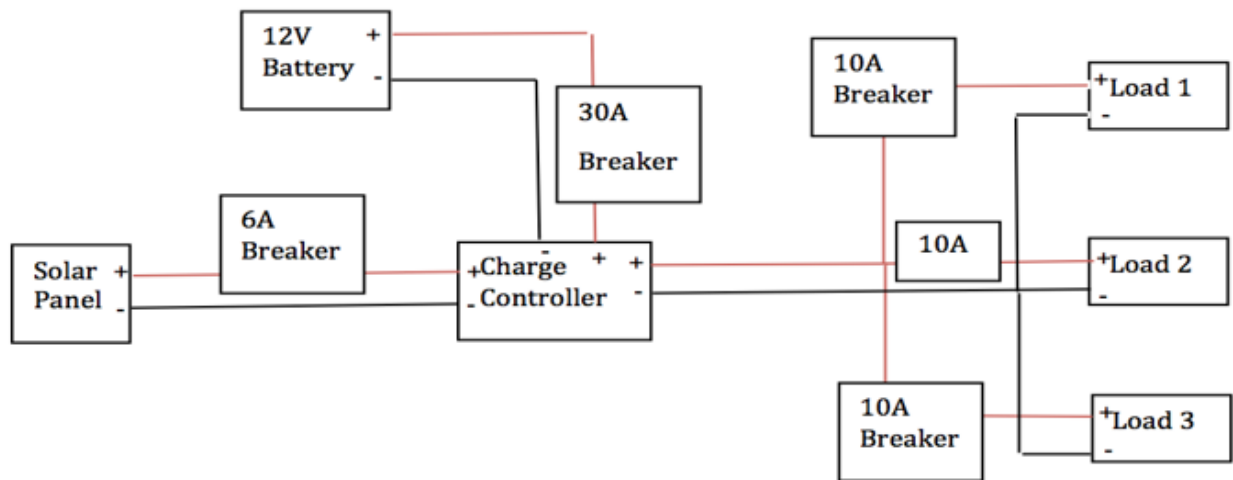 12V +
Battery -
30A
Breaker
10A
Breaker
+ Load 1
-
6A
Breaker
Solar +
Panel -
- +
+ Charge +
- Controller -
10A
+ Load 2
-
10A
Breaker
+ Load 3
-